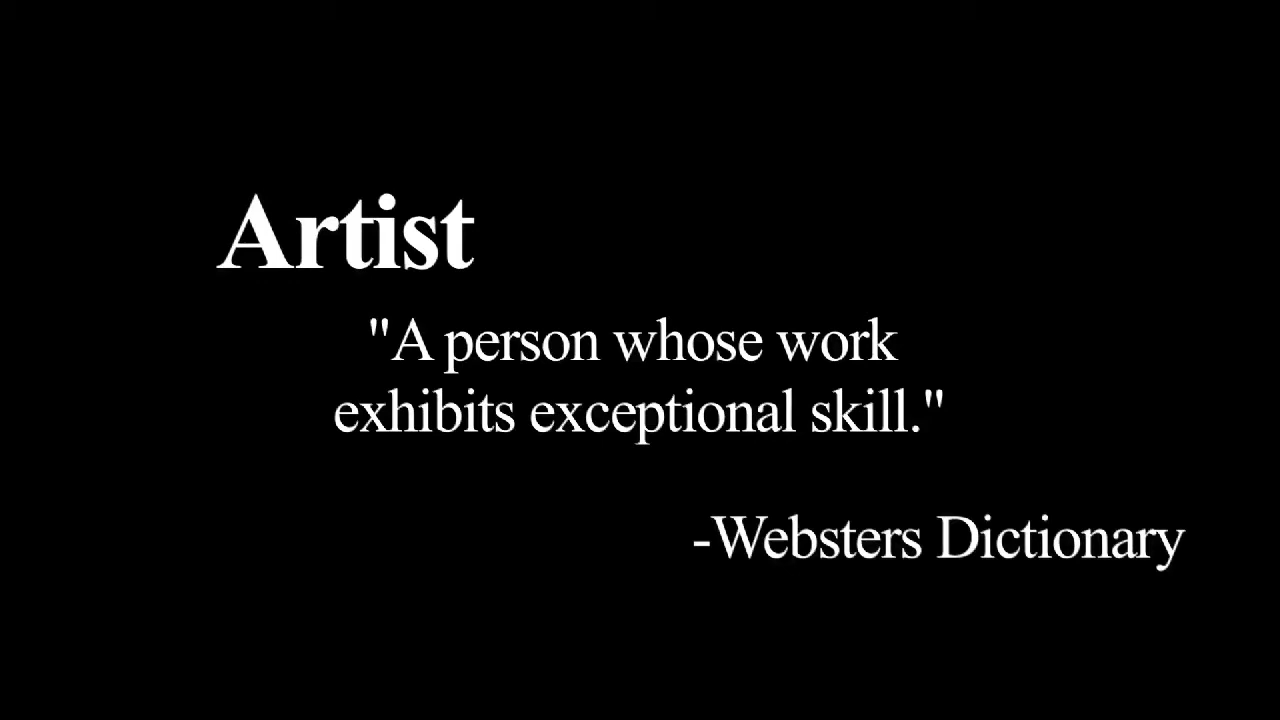 Artist
"A person whose work
exhibits exceptional skill."
-Websters Dictionary